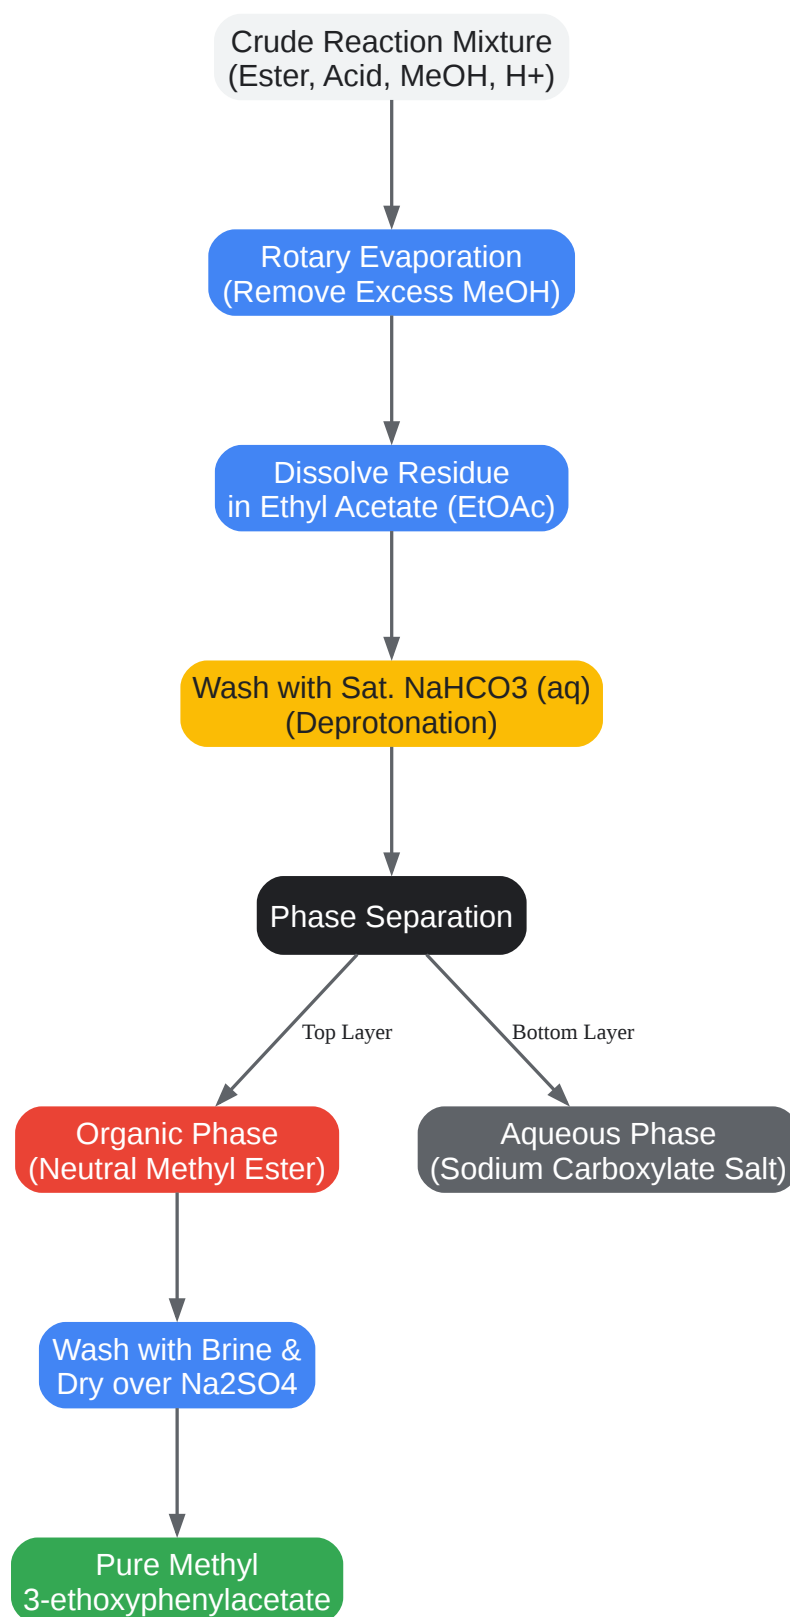 Crude Reaction Mixture
(Ester, Acid, MeOH, H+)
Rotary Evaporation
(Remove Excess MeOH)
Dissolve Residue
in Ethyl Acetate (EtOAc)
Wash with Sat. NaHCO3 (aq)
(Deprotonation)
Phase Separation
Top Layer
Bottom Layer
Organic Phase
(Neutral Methyl Ester)
Aqueous Phase
(Sodium Carboxylate Salt)
Wash with Brine &
Dry over Na2SO4
Pure Methyl
3-ethoxyphenylacetate